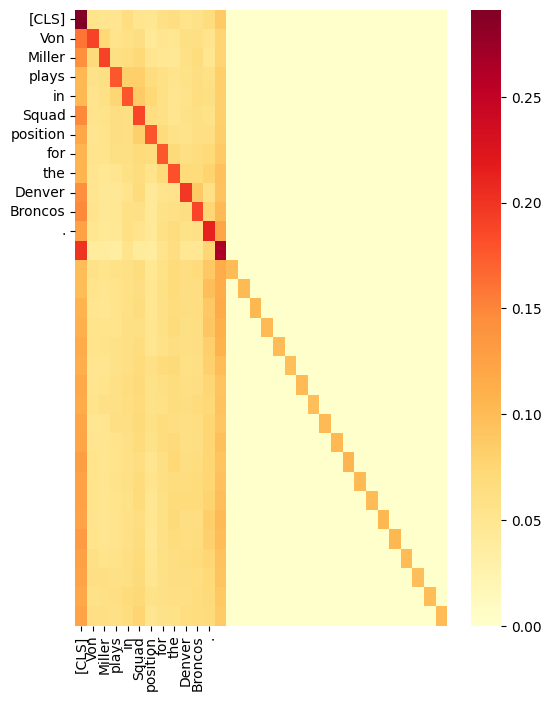 [CLS]
Von
Miller
plays
in
Squad
position
for
the
Denver
Broncos
.
0.25
0.20
0.15
0.10
0.05
0.00
[CLS]
Von
Miller
plays
in
Squad
position
for
the
Denver
Broncos
.